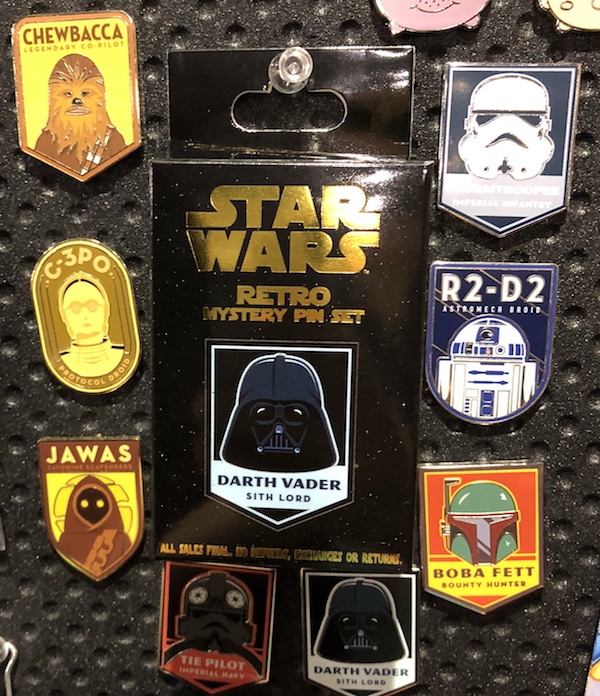 CHEWBACCA
LEGENDARY CO-PILOT
STAR
WARS
RETRO
MYSTERY PIN SET
DARTH VADER
SITH LORD
ALL SALES FINAL. NO REFUNDS, EXCHANGES OR RETURNS.
STORMTROOPER
IMPERIAL INFANTRY
C-3PO
PROTOCOL DROID
R2-D2
ASTROMECH DROID
JAWAS
TATOOINE SCAVENGERS
BOBA FETT
BOUNTY HUNTER
TIE PILOT
IMPERIAL NAVY
DARTH VADER
SITH LORD